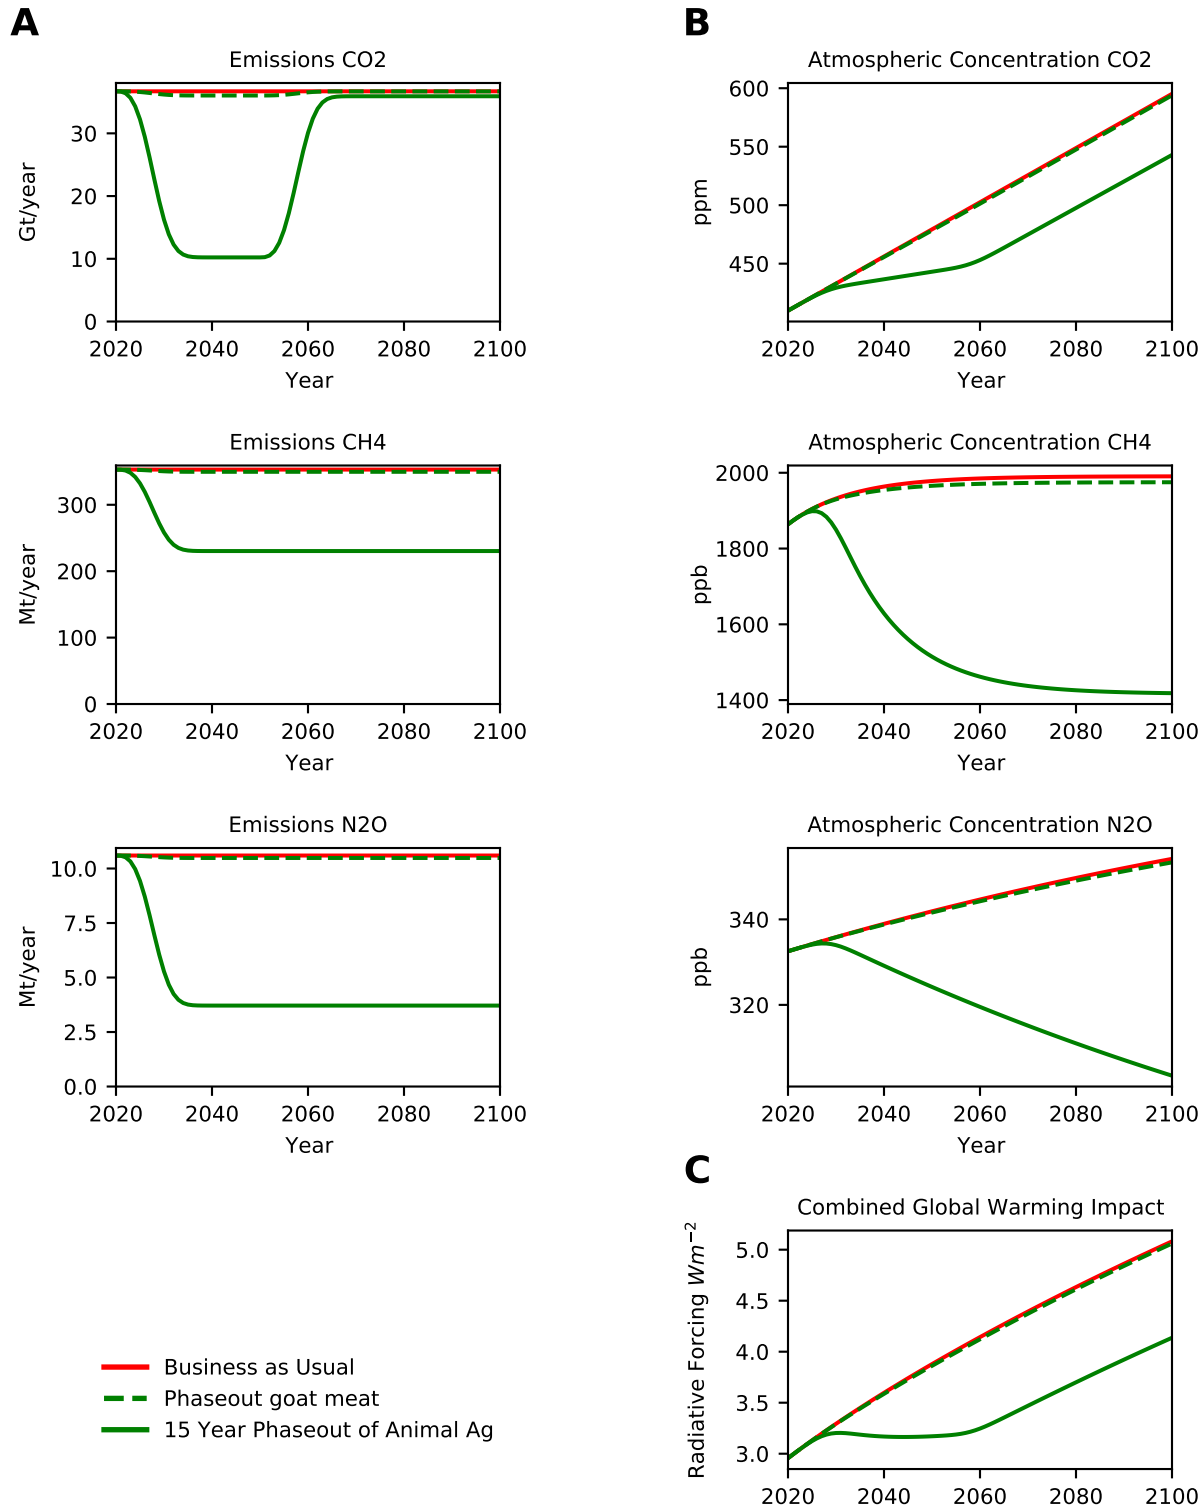 A
Emissions CO2
Gt/year
30
20
10
0
2020 2040 2060 2080 2100
Year
B
Atmospheric Concentration CO2
ppm
600
550
500
450
2020 2040 2060 2080 2100
Year
Emissions CH4
Mt/year
300
200
100
0
2020 2040 2060 2080 2100
Year
Atmospheric Concentration CH4
ppb
2000
1800
1600
1400
2020 2040 2060 2080 2100
Year
Emissions N2O
Mt/year
10.0
7.5
5.0
2.5
0.0
2020 2040 2060 2080 2100
Year
Atmospheric Concentration N2O
ppb
340
320
2020 2040 2060 2080 2100
Year
C
Combined Global Warming Impact
Radiative Forcing Wm⁻²
5.0
4.5
4.0
3.5
3.0
2020 2040 2060 2080 2100
Business as Usual
Phaseout goat meat
15 Year Phaseout of Animal Ag